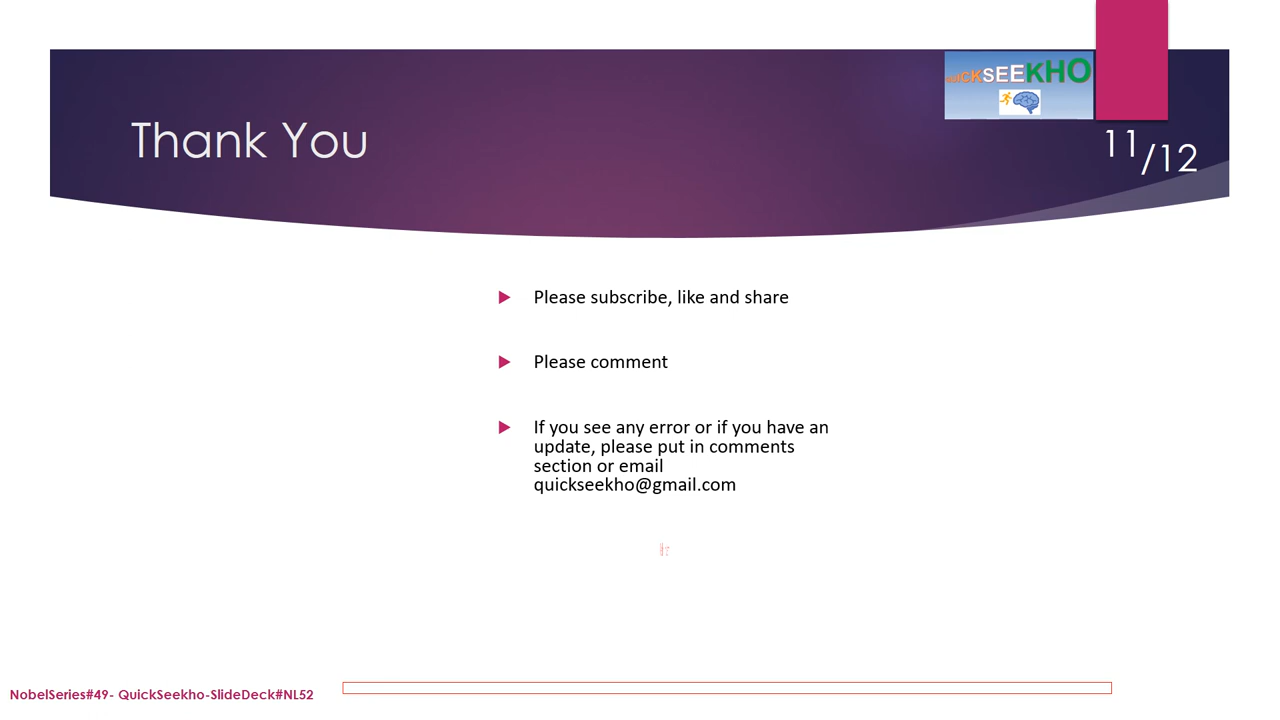 QUICKSEEKHO
Thank You
11/12
Please subscribe, like and share
Please comment
If you see any error or if you have an
update, please put in comments
section or email
quickseekho@gmail.com
NobelSeries#49- QuickSeekho-SlideDeck#NL52